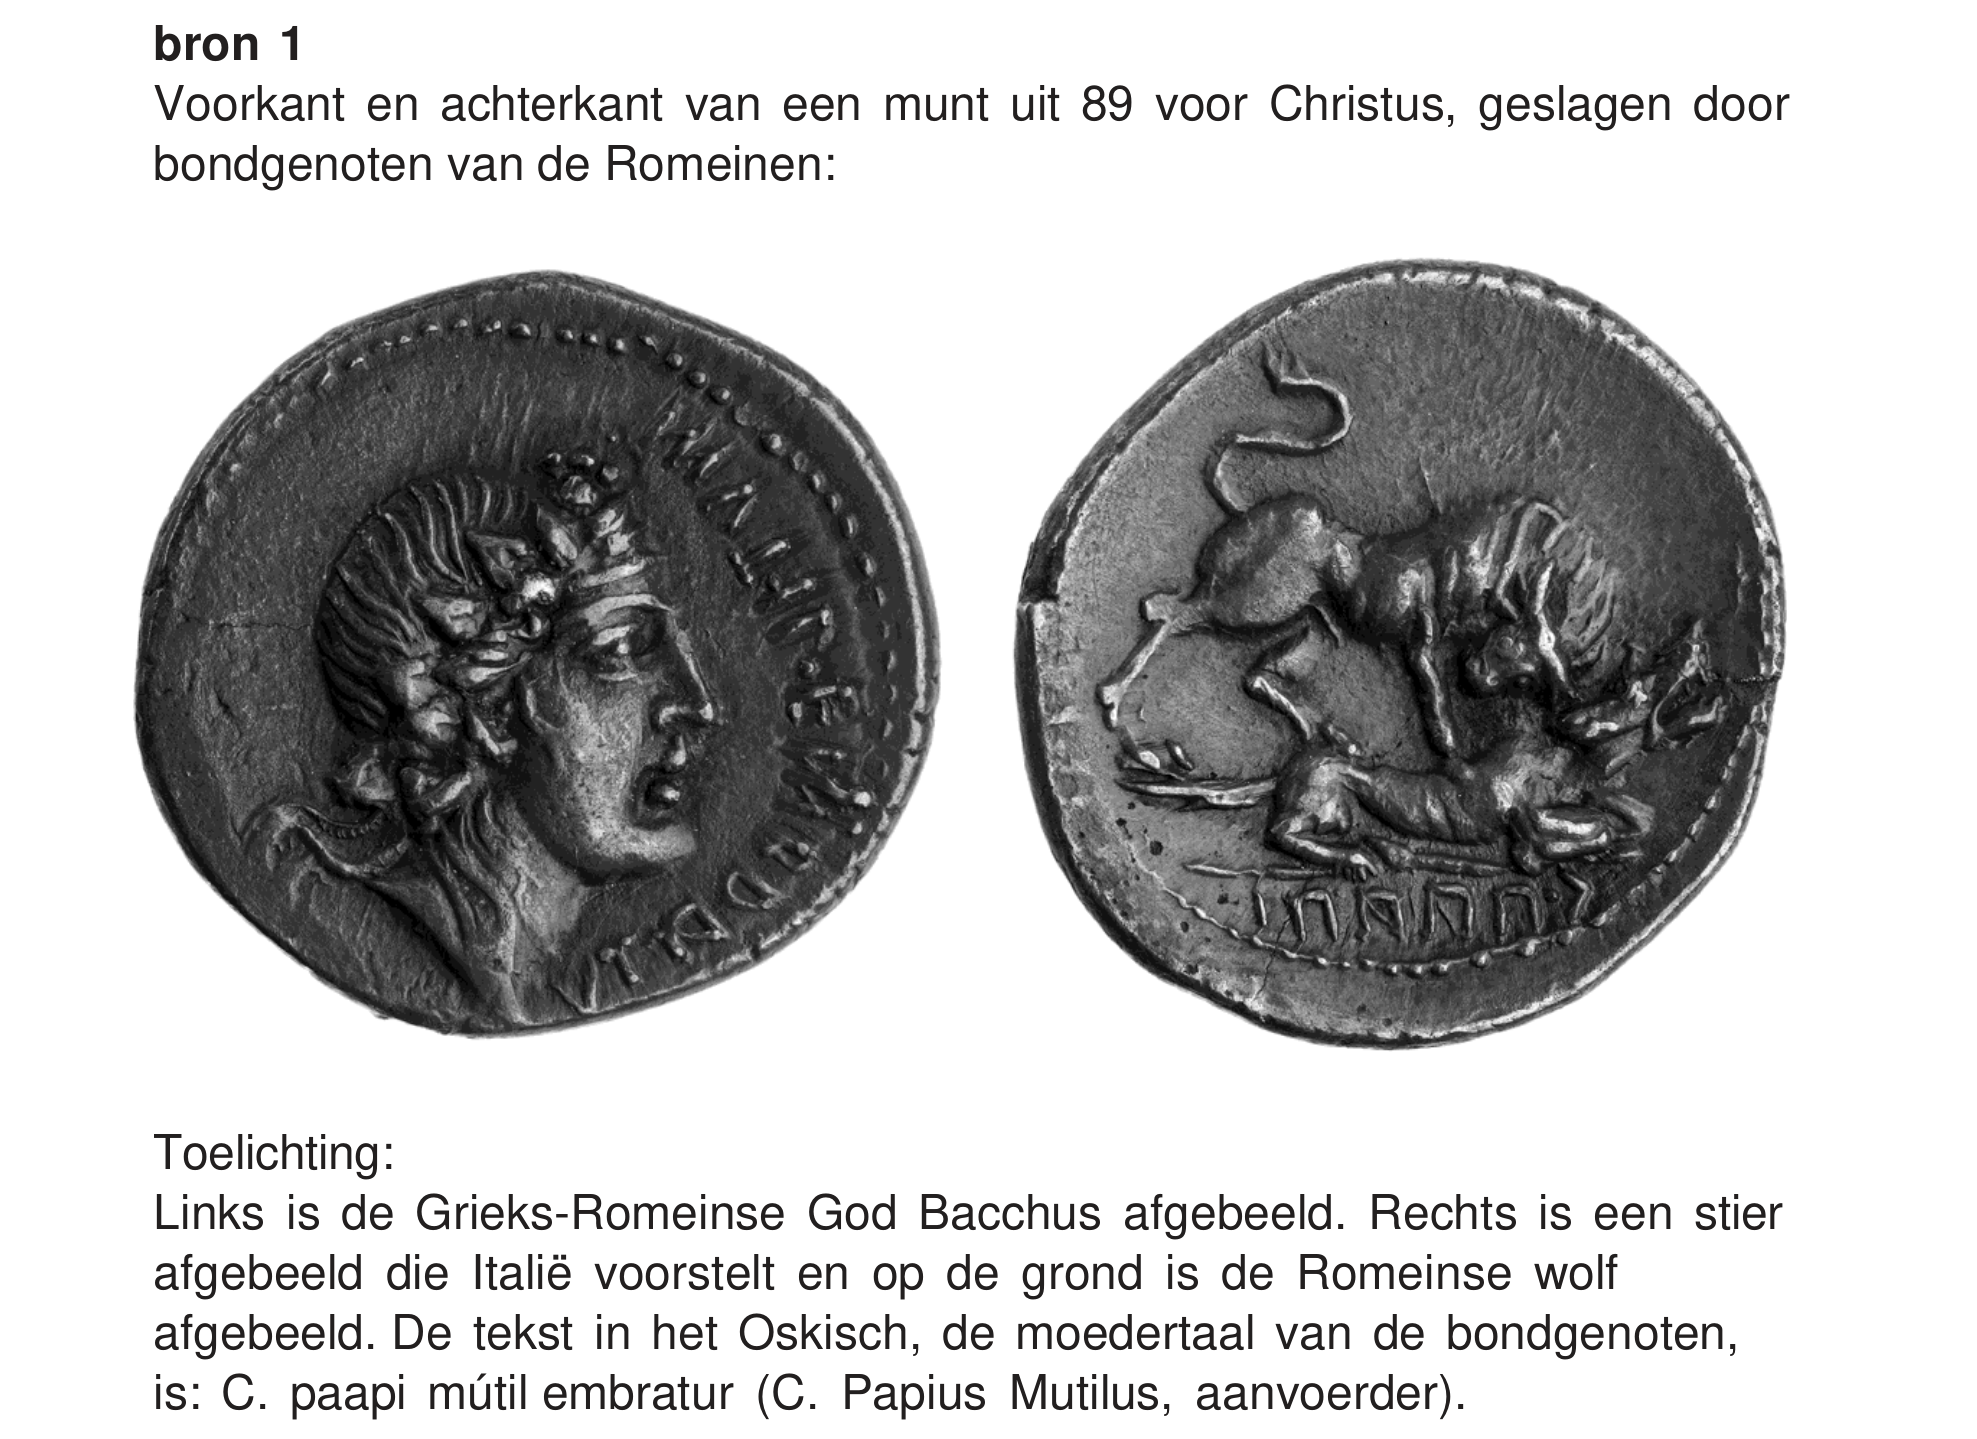 bron 1
Voorkant en achterkant van een munt uit 89 voor Christus, geslagen door
bondgenoten van de Romeinen:
Toelichting:
Links is de Grieks-Romeinse God Bacchus afgebeeld. Rechts is een stier
afgebeeld die Italië voorstelt en op de grond is de Romeinse wolf
afgebeeld. De tekst in het Oskisch, de moedertaal van de bondgenoten,
is: C. paapi mútil embratur (C. Papius Mutilus, aanvoerder).